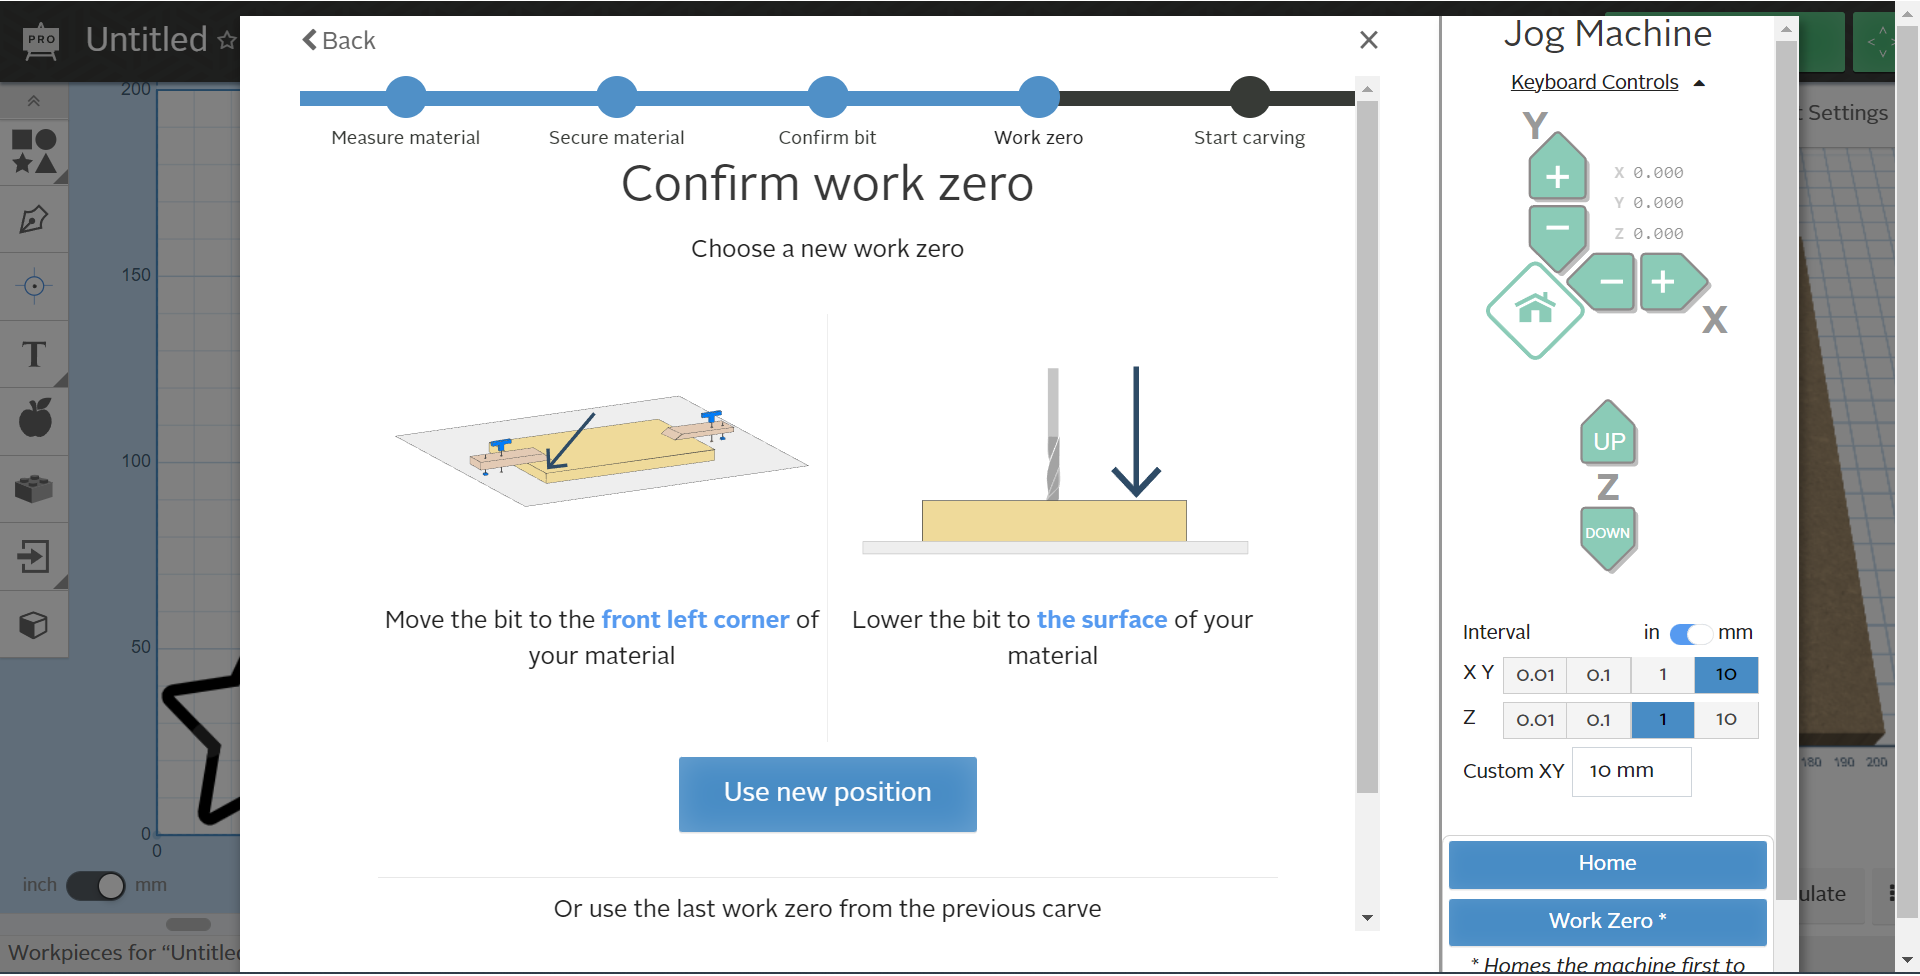 PRO
Untitled
Back
Measure material
Secure material
Confirm bit
Work zero
Start carving
Confirm work zero
Choose a new work zero
Move the bit to the front left corner of
your material
Lower the bit to the surface of your
material
Use new position
Or use the last work zero from the previous carve
Jog Machine
Keyboard Controls
Y
X 0.000
Y 0.000
Z 0.000
X
UP
Z
DOWN
Interval
in
mm
X Y
0.01
0.1
1
10
Z
0.01
0.1
1
10
Custom XY
10 mm
Home
Work Zero *
* Homes the machine first to
Settings
T
200
150
100
50
0
0
inch
mm
Workpieces for “Untitled
180 190 200
ulate